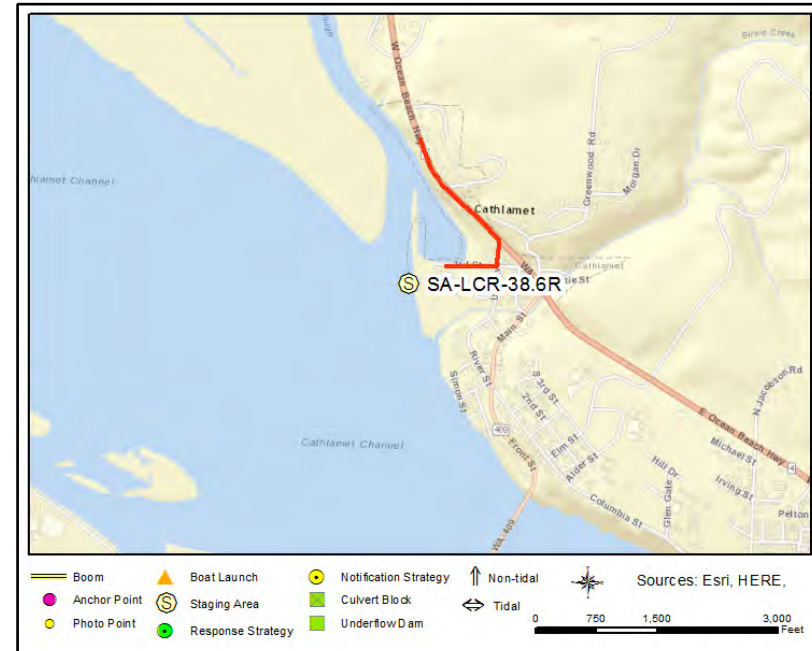 Birnie Creek
W Ocean Beach Hwy
Greenwood Rd
Morgan Dr
Cathlamet Channel
Cathlamet
Cathlamet
SA-LCR-38.6R
Main St
River St
Simon St
S 3rd St
2nd St
Elm St
Alder St
409
Front St
Columbia St
WA-409
N Jacobson Rd
E Ocean Beach Hwy
4
Michael St
Irving St
Hill Dr
Glen Gate
Pelton
Cathlamet Channel
Boom
Boat Launch
Notification Strategy
Non-tidal
Sources: Esri, HERE,
Anchor Point
S Staging Area
Culvert Block
Tidal
Photo Point
Response Strategy
Underflow Dam
0 750 1,500 3,000
Feet